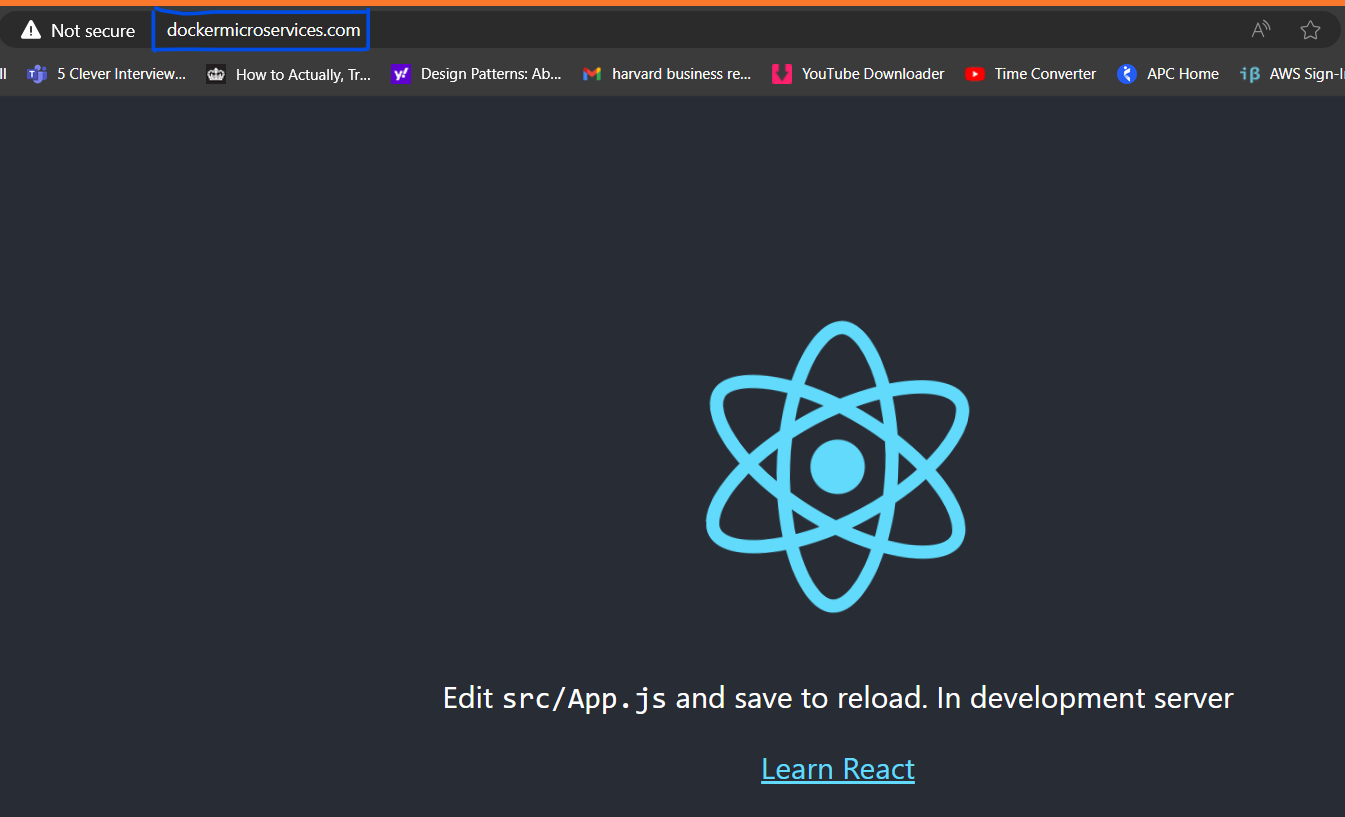 Not secure dockermicroservices.com A))
ll 5 Clever Interview... How to Actually, Tr... y! Design Patterns: Ab... harvard business re... YouTube Downloader Time Converter APC Home iβ AWS Sign-I
Edit src/App.js and save to reload. In development server
Learn React